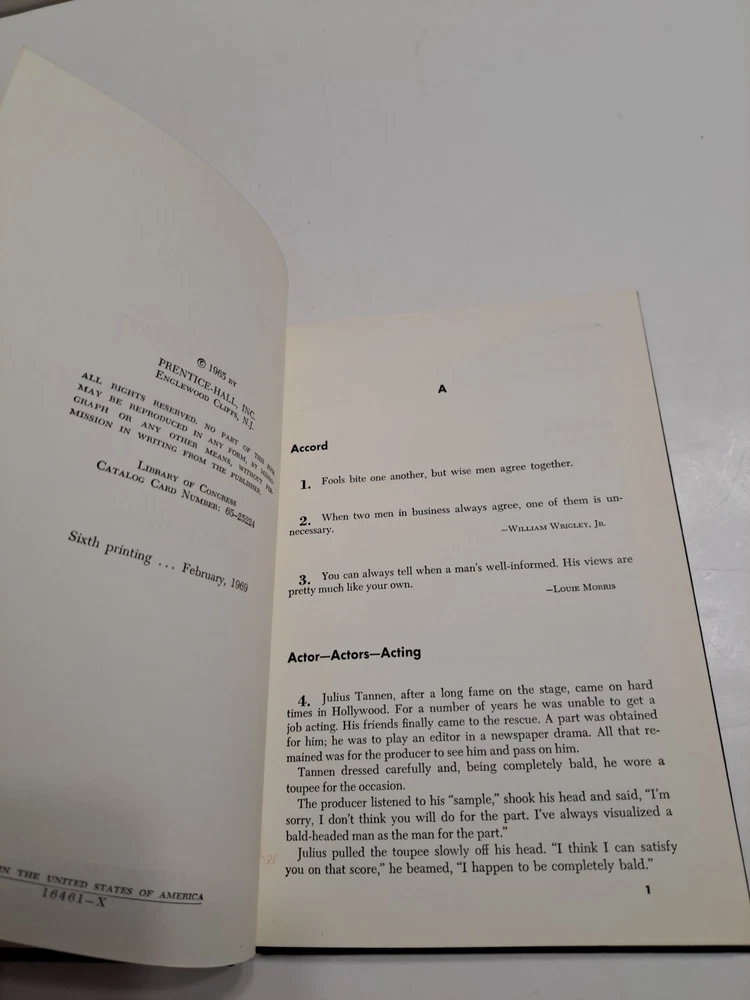 © 1965 BY
PRENTICE-HALL, INC.
ENGLEWOOD CLIFFS, N.J.
ALL RIGHTS RESERVED. NO PART OF THIS BOOK
MAY BE REPRODUCED IN ANY FORM, BY MIMEO-
GRAPH OR ANY OTHER MEANS, WITHOUT PER-
MISSION IN WRITING FROM THE PUBLISHER.
LIBRARY OF CONGRESS
CATALOG CARD NUMBER: 65-25224
Sixth printing ... February, 1969
IN THE UNITED STATES OF AMERICA
16461-X
A
Accord
1. Fools bite one another, but wise men agree together.
2. When two men in business always agree, one of them is un-
necessary. —WILLIAM WRIGLEY, JR.
3. You can always tell when a man's well-informed. His views are
pretty much like your own. —LOUIE MORRIS
Actor—Actors—Acting
4. Julius Tannen, after a long fame on the stage, came on hard
times in Hollywood. For a number of years he was unable to get a
job acting. His friends finally came to the rescue. A part was obtained
for him; he was to play an editor in a newspaper drama. All that re-
mained was for the producer to see him and pass on him.
Tannen dressed carefully and, being completely bald, he wore a
toupee for the occasion.
The producer listened to his "sample," shook his head and said, "I'm
sorry, I don't think you will do for the part. I've always visualized a
bald-headed man as the man for the part."
Julius pulled the toupee slowly off his head. "I think I can satisfy
you on that score," he beamed, "I happen to be completely bald."
1